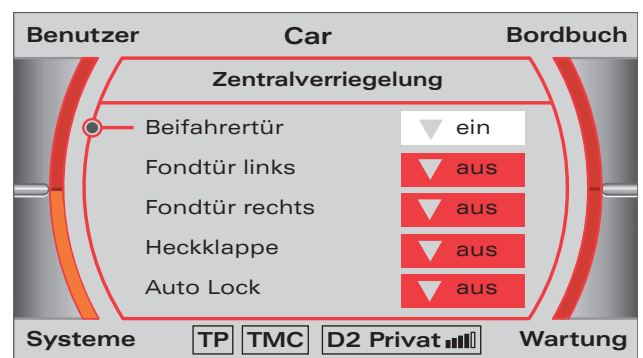 Benutzer Car Bordbuch
Zentralverriegelung
Beifahrertür ein
Fondtür links aus
Fondtür rechts aus
Heckklappe aus
Auto Lock aus
Systeme TP TMC D2 Privat Wartung